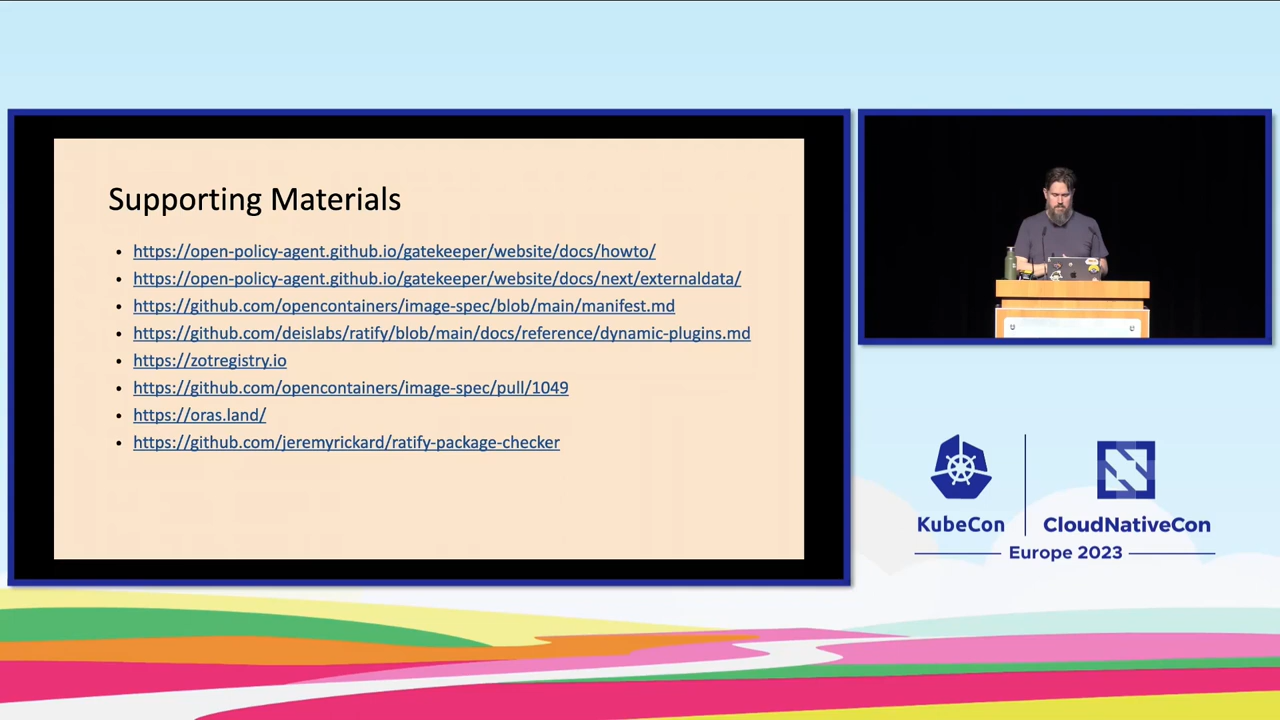 Supporting Materials
https://open-policy-agent.github.io/gatekeeper/website/docs/howto/
https://open-policy-agent.github.io/gatekeeper/website/docs/next/externaldata/
https://github.com/opencontainers/image-spec/blob/main/manifest.md
https://github.com/deislabs/ratify/blob/main/docs/reference/dynamic-plugins.md
https://zotregistry.io
https://github.com/opencontainers/image-spec/pull/1049
https://oras.land/
https://github.com/jeremyrickard/ratify-package-checker
KubeCon
CloudNativeCon
Europe 2023